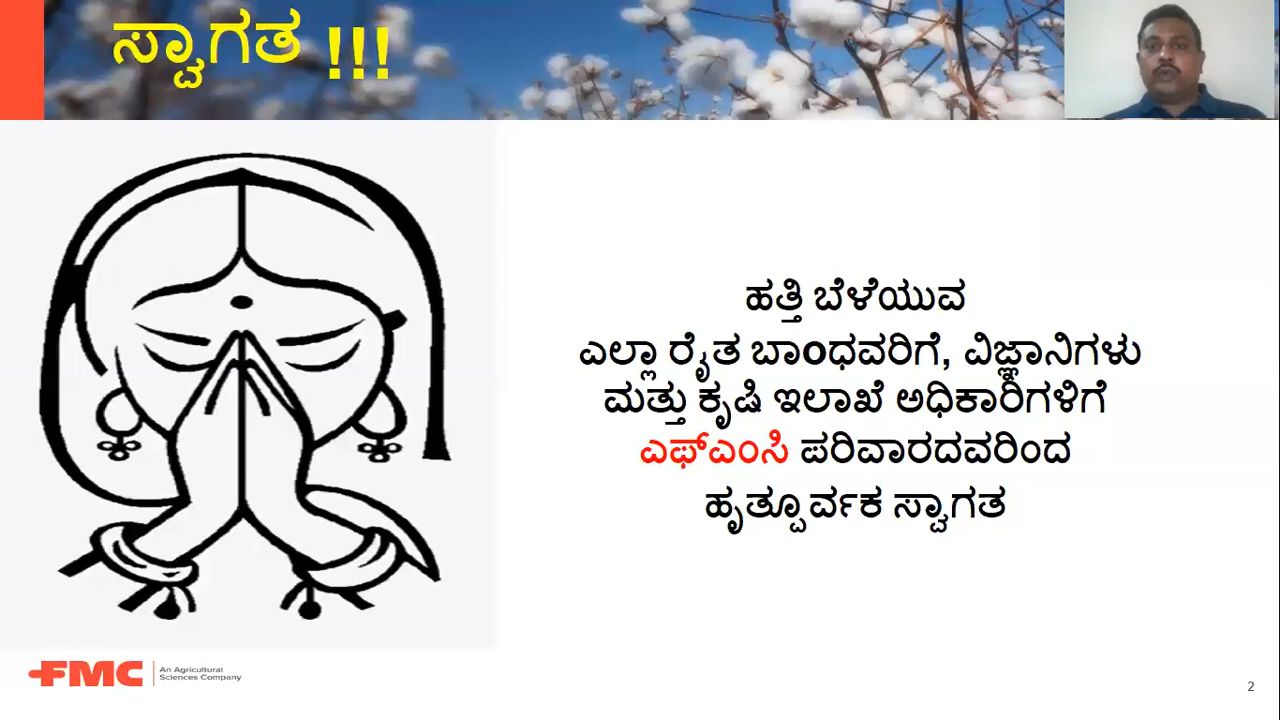 ಸ್ವಾಗತ !!!
ಹತ್ತಿ ಬೆಳೆಯುವ
ಎಲ್ಲಾ ರೈತ ಬಾಂಧವರಿಗೆ, ವಿಜ್ಞಾನಿಗಳು
ಮತ್ತು ಕೃಷಿ ಇಲಾಖೆ ಅಧಿಕಾರಿಗಳಿಗೆ
ಎಫ್ಎಂಸಿ ಪರಿವಾರದವರಿಂದ
ಹೃತ್ಪೂರ್ವಕ ಸ್ವಾಗತ
FMC
An Agricultural
Sciences Company
2